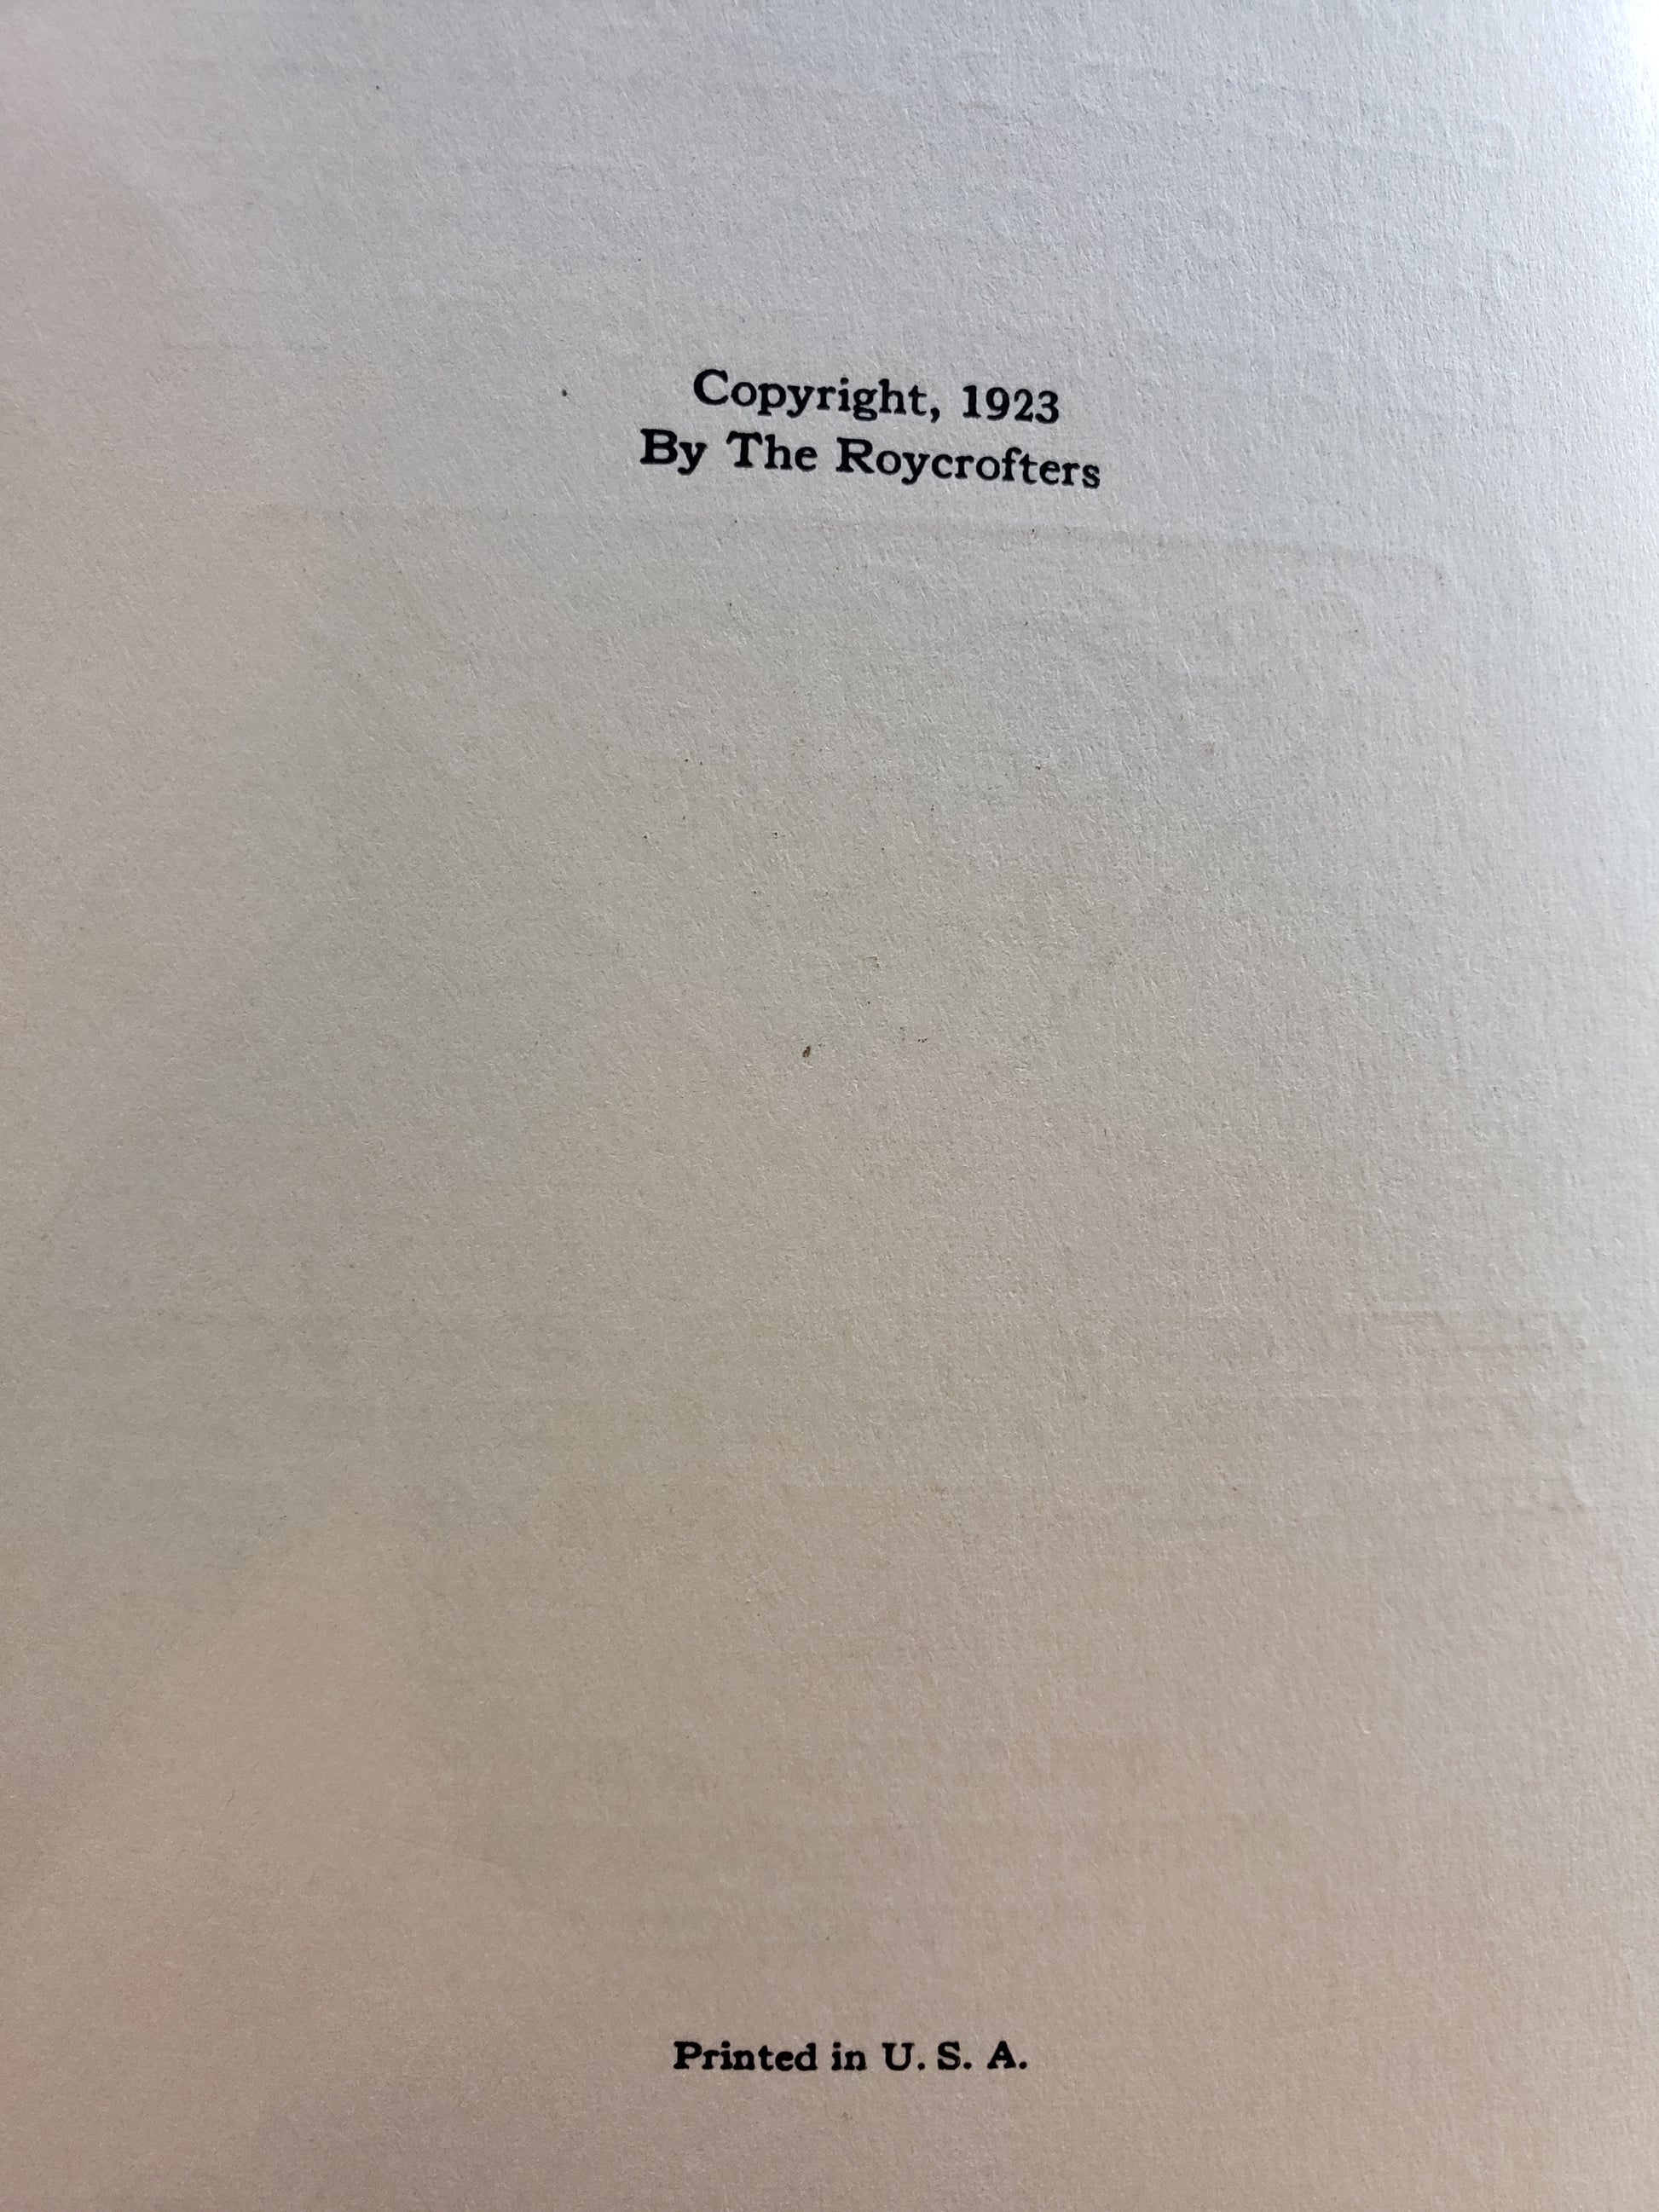 Copyright, 1923
By The Roycrofters
Printed in U. S. A.